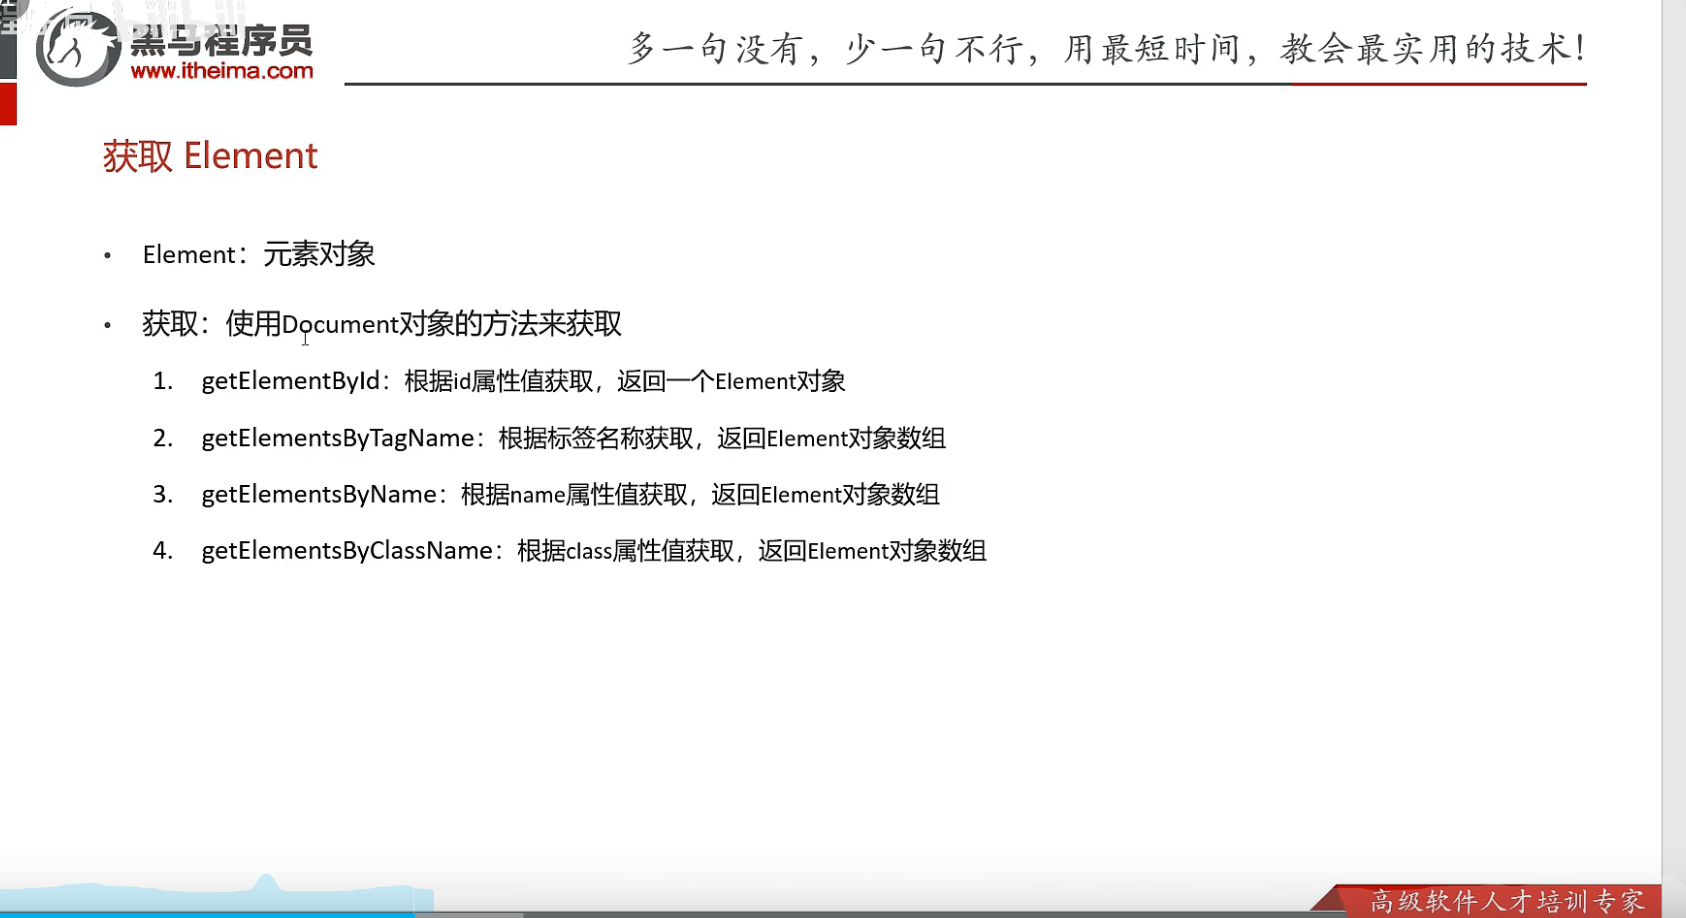 黑马程序员
www.itheima.com
多一句没有，少一句不行，用最短时间，教会最实用的技术！
获取 Element
• Element：元素对象
• 获取：使用Document对象的方法来获取
1. getElementById：根据id属性值获取，返回一个Element对象
2. getElementsByTagName：根据标签名称获取，返回Element对象数组
3. getElementsByName：根据name属性值获取，返回Element对象数组
4. getElementsByClassName：根据class属性值获取，返回Element对象数组
高级软件人才培训专家